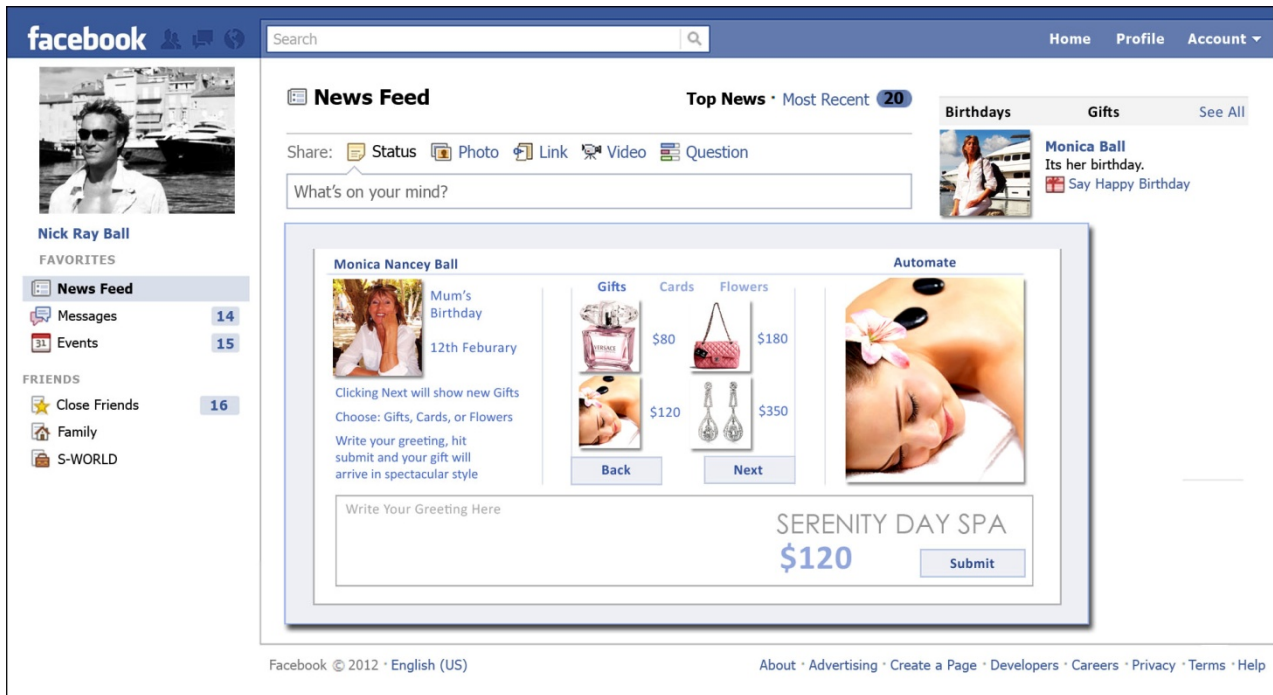 facebook
Search
Home Profile Account
News Feed
Top News · Most Recent 20
Birthdays Gifts See All
Monica Ball
Its her birthday.
Say Happy Birthday
Share: Status Photo Link Video Question
What's on your mind?
Nick Ray Ball
FAVORITES
News Feed
Messages 14
31 Events 15
FRIENDS
Close Friends 16
Family
S-WORLD
Monica Nancey Ball
Automate
Mum's
Birthday
12th Feburary
Clicking Next will show new Gifts
Choose: Gifts, Cards, or Flowers
Write your greeting, hit
submit and your gift will
arrive in spectacular style
Gifts Cards Flowers
VERSACE
$80 $180
$120 $350
Back Next
Write Your Greeting Here
SERENITY DAY SPA
$120
Submit
Facebook © 2012 · English (US)
About · Advertising · Create a Page · Developers · Careers · Privacy · Terms · Help